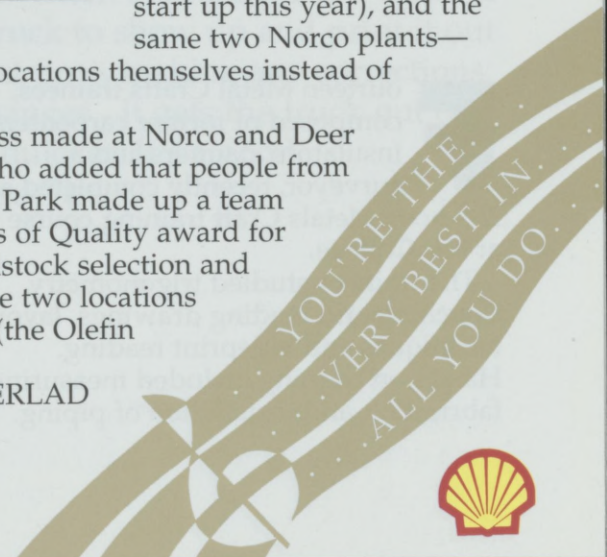 start up this year), and the
same two Norco plants—
ocations themselves instead of
ss made at Norco and Deer
ho added that people from
Park made up a team
s of Quality award for
stock selection and
e two locations
(the Olefin
ERLAD
. . . YOU'RE THE. . .
. . . VERY BEST IN. . .
. . . ALL YOU DO. . .